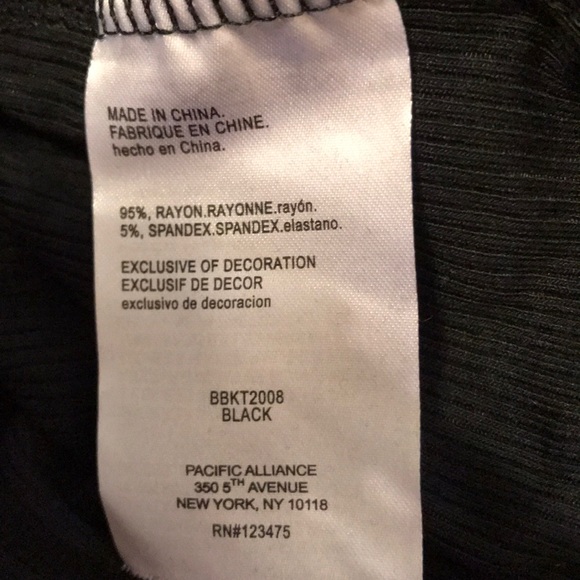 MADE IN CHINA.
FABRIQUE EN CHINE.
hecho en China.
95%, RAYON.RAYONNE.rayón.
5%, SPANDEX.SPANDEX.elastano.
EXCLUSIVE OF DECORATION
EXCLUSIF DE DECOR
exclusivo de decoracion
BBKT2008
BLACK
PACIFIC ALLIANCE
350 5TH AVENUE
NEW YORK, NY 10118
RN#123475